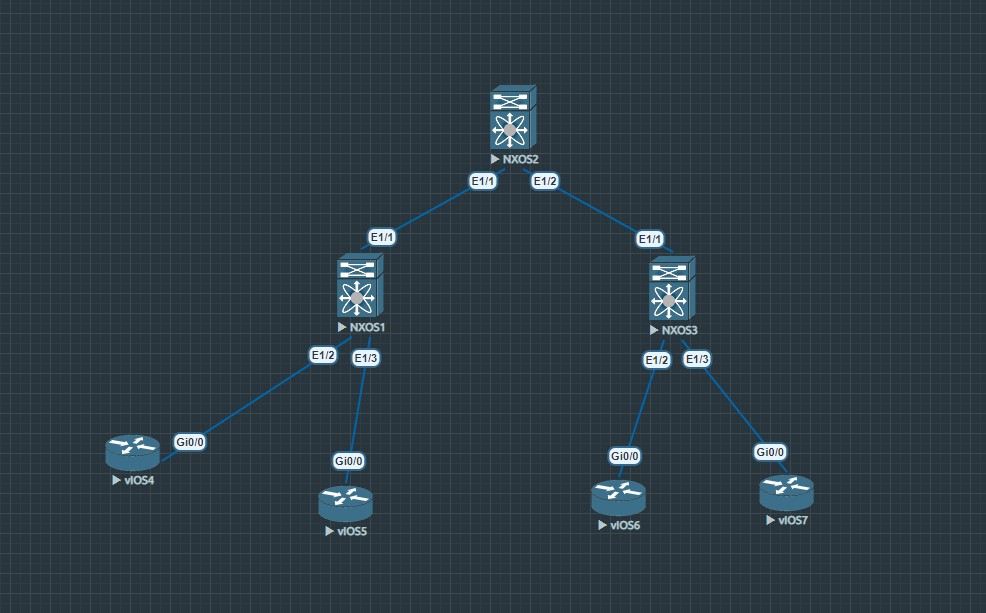 NXOS2
E1/1
E1/2
E1/1
E1/1
NXOS1
NXOS3
E1/2
E1/3
E1/2
E1/3
Gi0/0
Gi0/0
Gi0/0
Gi0/0
vIOS4
vIOS5
vIOS6
vIOS7